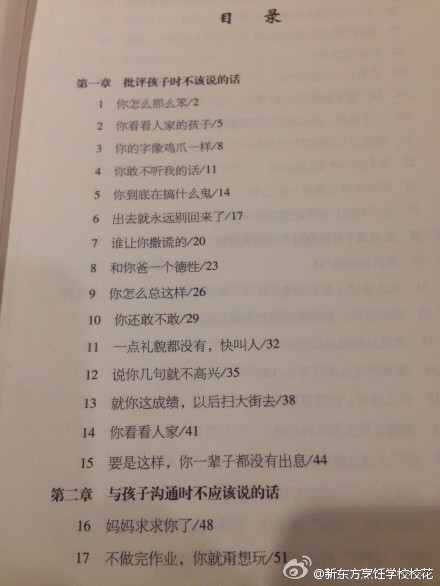 目 录
第一章 批评孩子时不该说的话
1 你怎么那么笨/2
2 你看看人家的孩子/5
3 你的字像鸡爪一样/8
4 你敢不听我的话/11
5 你到底在搞什么鬼/14
6 出去就永远别回来了/17
7 谁让你撒谎的/20
8 和你爸一个德性/23
9 你怎么总这样/26
10 你还敢不敢/29
11 一点礼貌都没有，快叫人/32
12 说你几句就不高兴/35
13 就你这成绩，以后扫大街去/38
14 你看看人家/41
15 要是这样，你一辈子都没有出息/44
第二章 与孩子沟通时不应该说的话
16 妈妈求求你了/48
17 不做完作业，你就甭想玩/51
@新东方烹饪学校校花